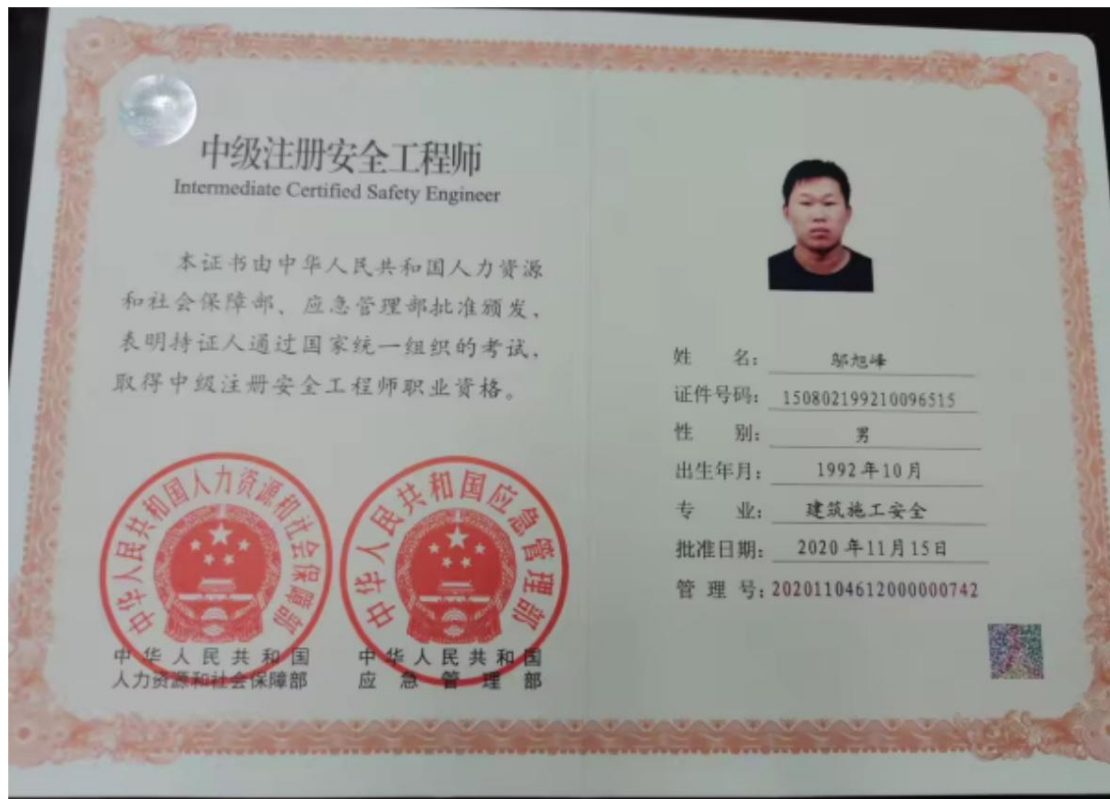 中级注册安全工程师
Intermediate Certified Safety Engineer
本证书由中华人民共和国人力资源
和社会保障部、应急管理部批准颁发，
表明持证人通过国家统一组织的考试，
取得中级注册安全工程师职业资格。
中华人民共和国人力资源和社会保障部
中华人民共和国应急管理部
中华人民共和国
人力资源和社会保障部
中华人民共和国
应急管理部
姓名：邬旭峰
证件号码：150802199210096515
性别：男
出生年月：1992年10月
专业：建筑施工安全
批准日期：2020年11月15日
管理号：20201104612000000742